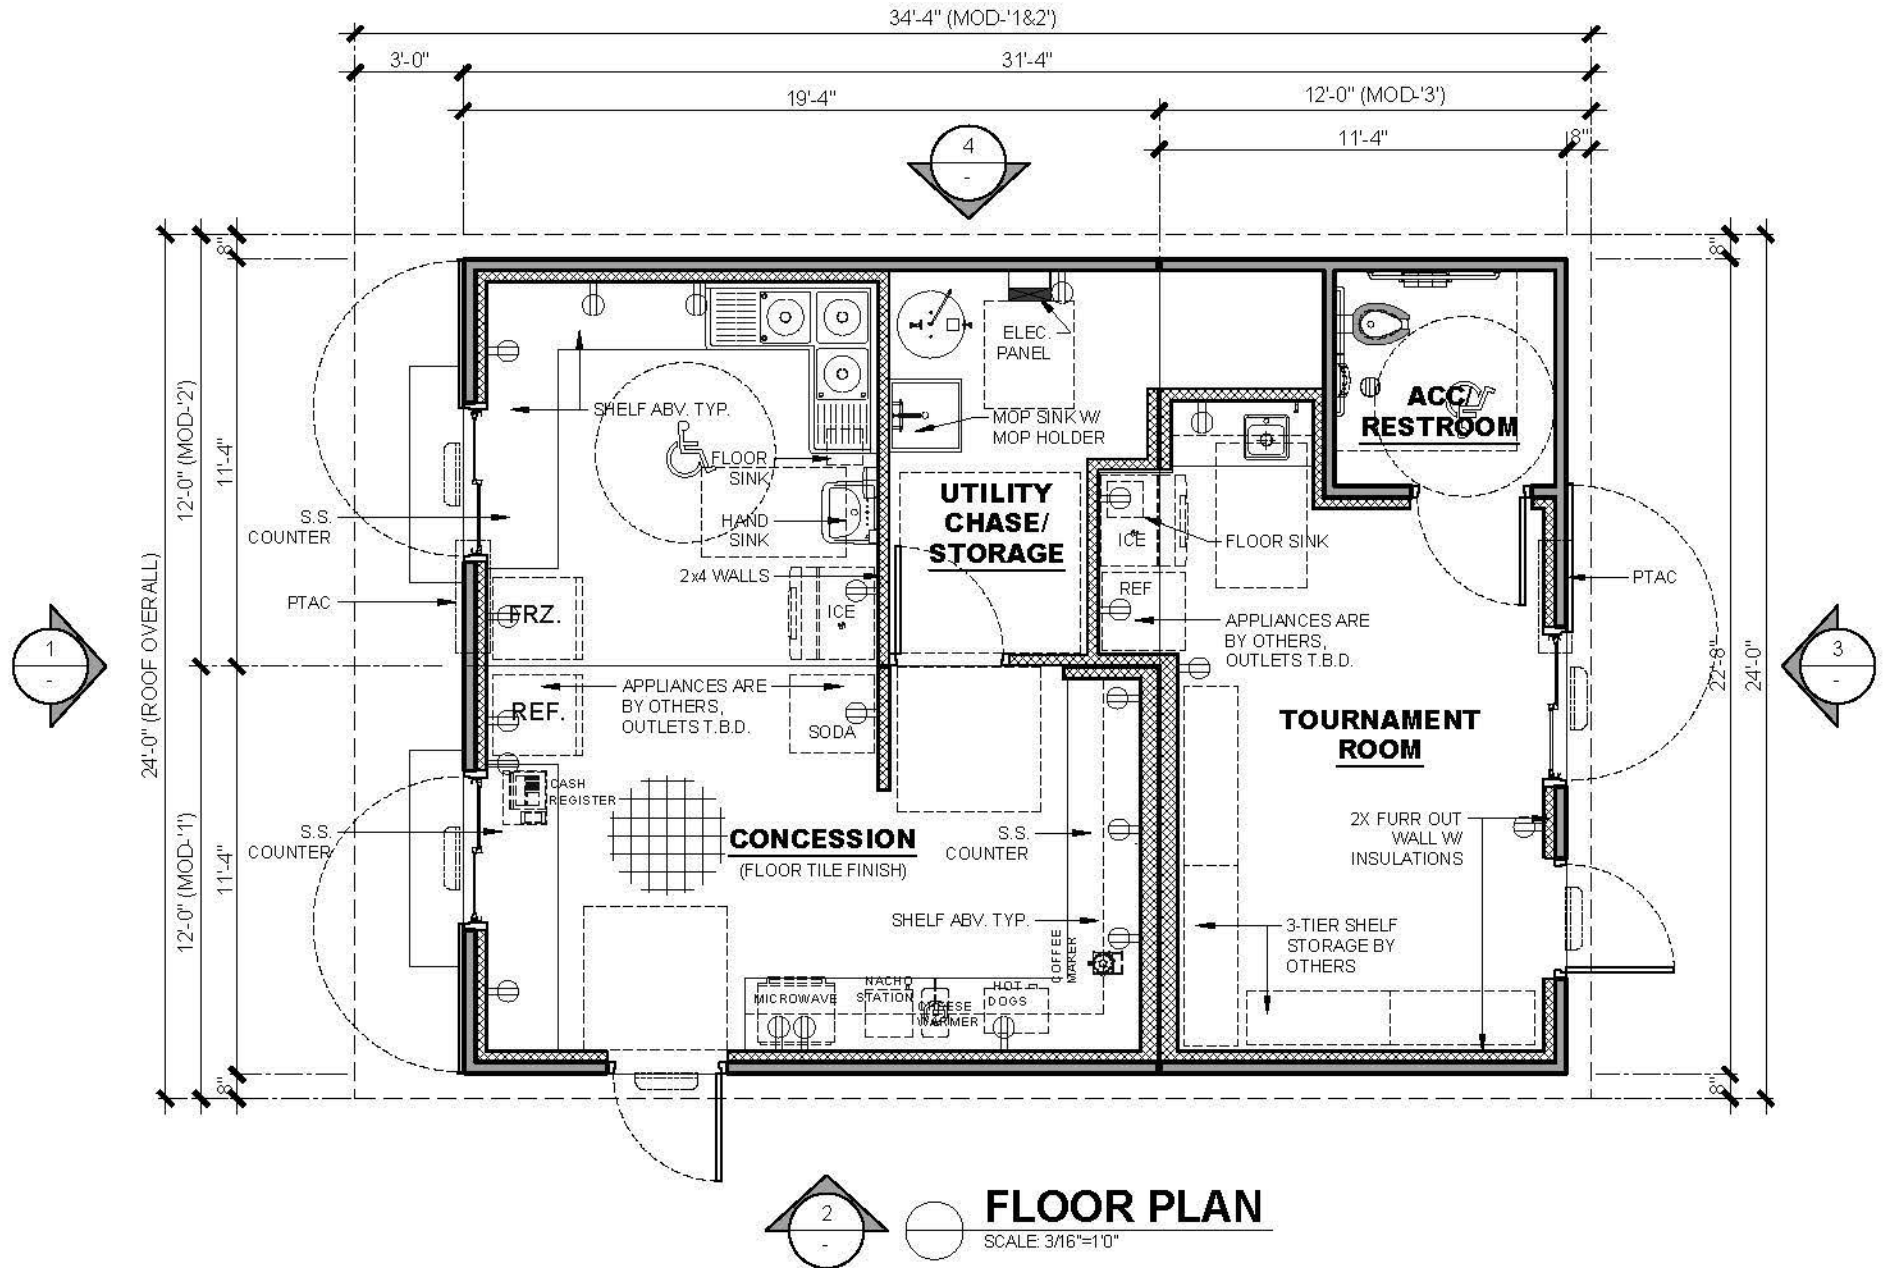 34'-4" (MOD-'1&2')
3'-0"
31'-4"
19'-4"
12'-0" (MOD-'3')
11'-4"
8"
4
-
8"
8"
ELEC.
PANEL
SHELF ABV. TYP.
MOP SINK W/
MOP HOLDER
ACC/
RESTROOM
12'-0" (MOD-'2')
11'-4"
FLOOR
SINK
UTILITY
CHASE/
STORAGE
S.S.
COUNTER
HAND
SINK
ICE
FLOOR SINK
2x4 WALLS
PTAC
REF
PTAC
FRZ.
ICE
APPLIANCES ARE
BY OTHERS,
OUTLETS T.B.D.
1
-
3
-
24'-0" (ROOF OVERALL)
22'-8"
24'-0"
APPLIANCES ARE
BY OTHERS,
OUTLETS T.B.D.
REF.
SODA
TOURNAMENT
ROOM
CASH
REGISTER
S.S.
COUNTER
CONCESSION
(FLOOR TILE FINISH)
S.S.
COUNTER
2X FURR OUT
WALL W/
INSULATIONS
12'-0" (MOD-'1')
11'-4"
SHELF ABV. TYP.
3-TIER SHELF
STORAGE BY
OTHERS
COFFEE
MAKER
MICROWAVE
NACHO
STATION
CHEESE
WARMER
HOT
DOGS
8"
8"
2
-
FLOOR PLAN
SCALE: 3/16"=1'0"